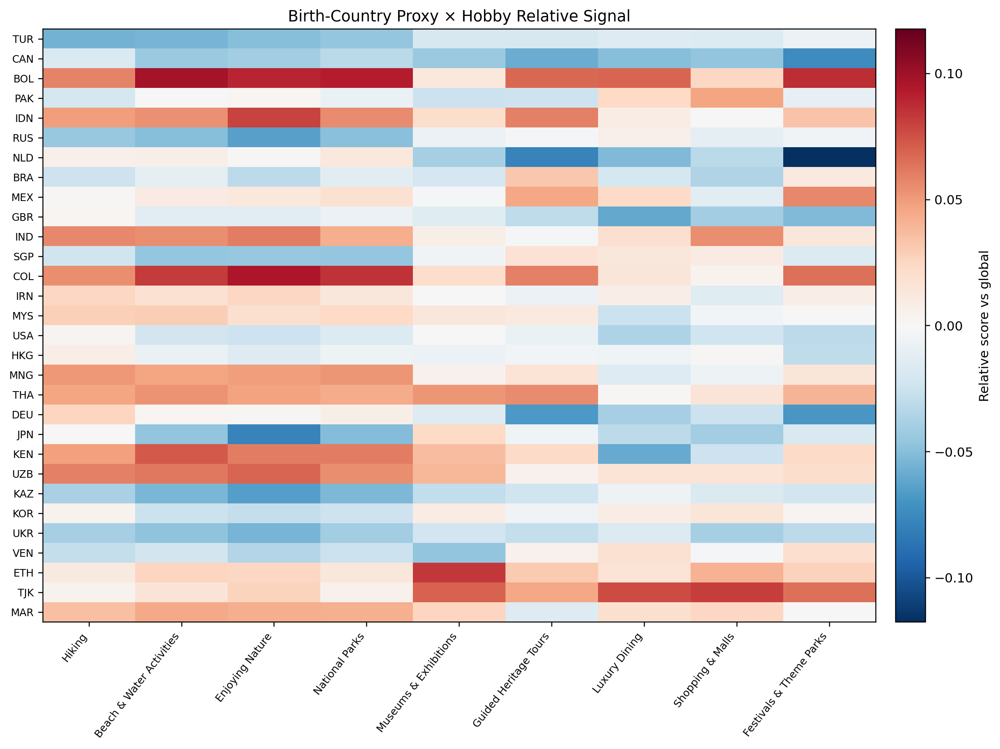 Birth-Country Proxy × Hobby Relative Signal
TUR
CAN
BOL
PAK
IDN
RUS
NLD
BRA
MEX
GBR
IND
SGP
COL
IRN
MYS
USA
HKG
MNG
THA
DEU
JPN
KEN
UZB
KAZ
KOR
UKR
VEN
ETH
TJK
MAR
Hiking
Beach & Water Activities
Enjoying Nature
National Parks
Museums & Exhibitions
Guided Heritage Tours
Luxury Dining
Shopping & Malls
Festivals & Theme Parks
0.10
0.05
0.00
−0.05
−0.10
Relative score vs global